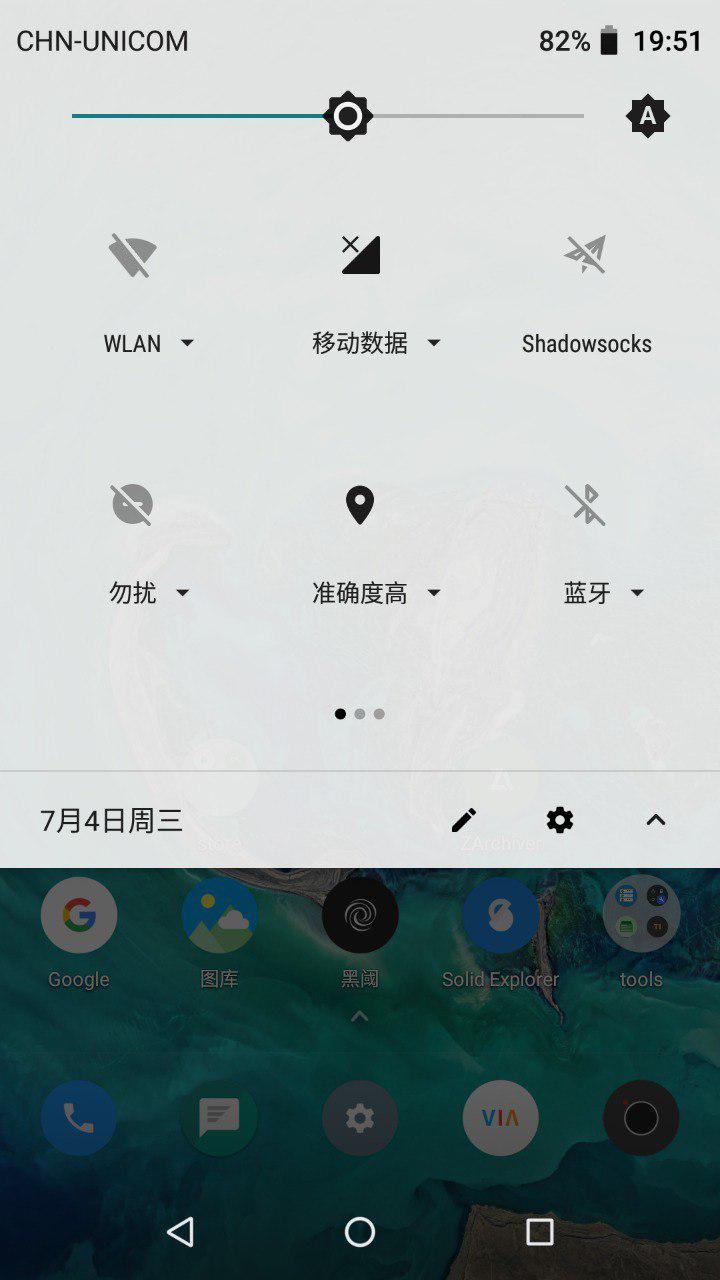 CHN-UNICOM 82% 19:51
A
WLAN 移动数据 Shadowsocks
勿扰 准确度高 蓝牙
7月4日周三
store ZArchiver
Google 图库 黑阈 Solid Explorer tools
VIA